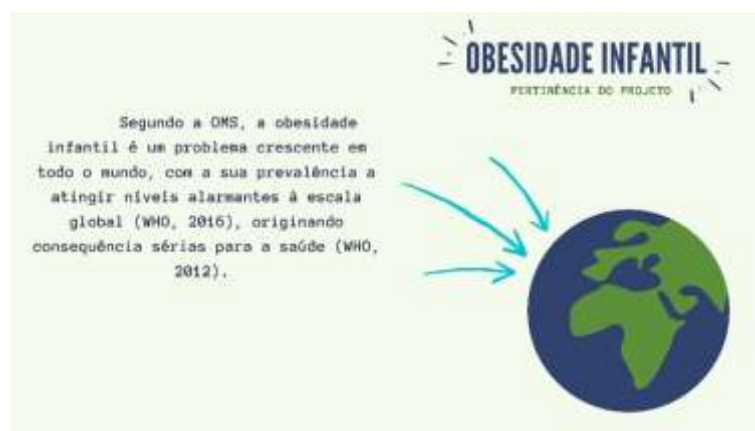 OBESIDADE INFANTIL
PERTINÊNCIA DO PROJETO
Segundo a OMS, a obesidade
infantil é um problema crescente em
todo o mundo, com a sua prevalência a
atingir níveis alarmantes à escala
global (WHO, 2016), originando
consequência sérias para a saúde (WHO,
2012).